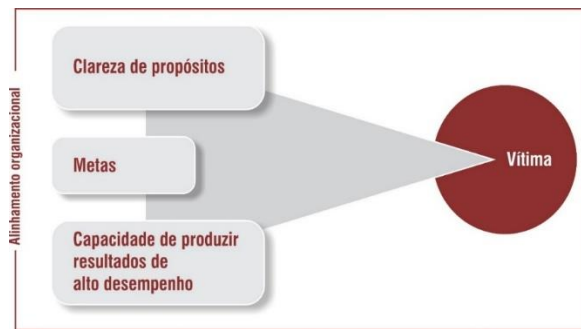 Alinhamento organizacional
Clareza de propósitos
Metas
Capacidade de produzir
resultados de
alto desempenho
Vítima